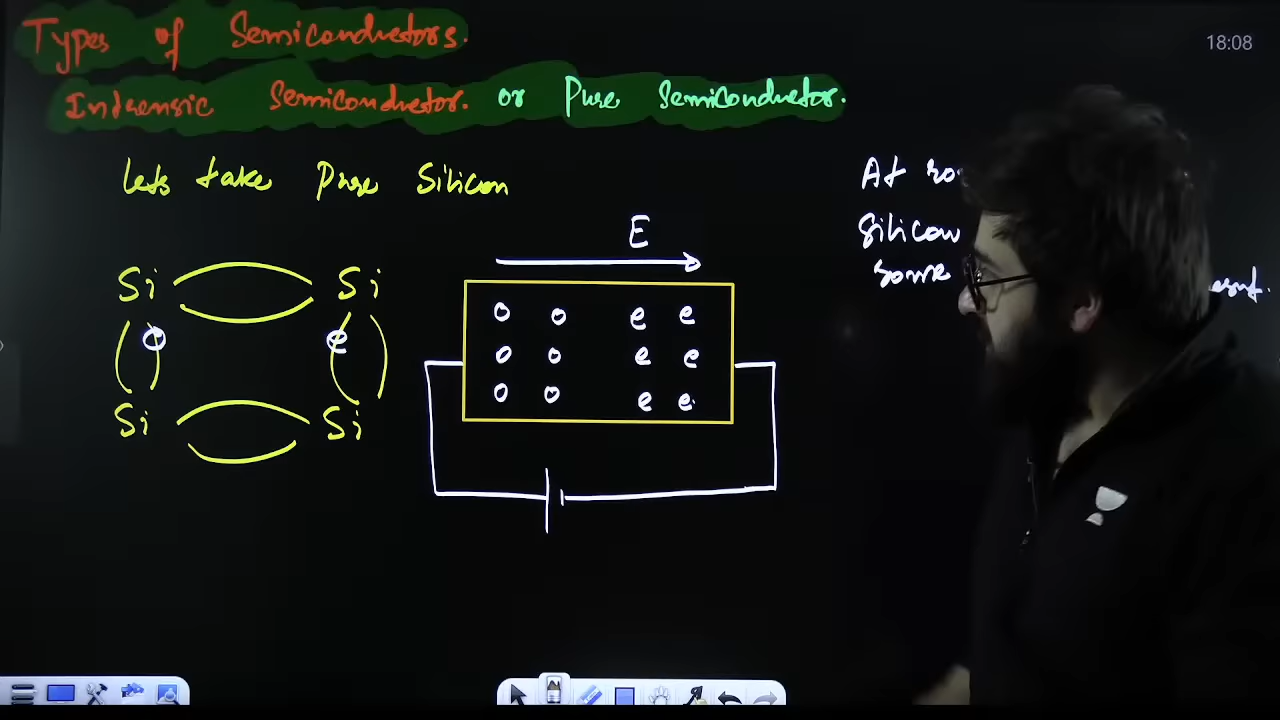 Types of Semiconductors.
Intrensic Semiconductor. or Pure Semiconductor.
18:08
Lets take Pure Silicon
At
Silicon
Some
E
Si Si
o e
Si Si
o o e e
o o e e
o o e e